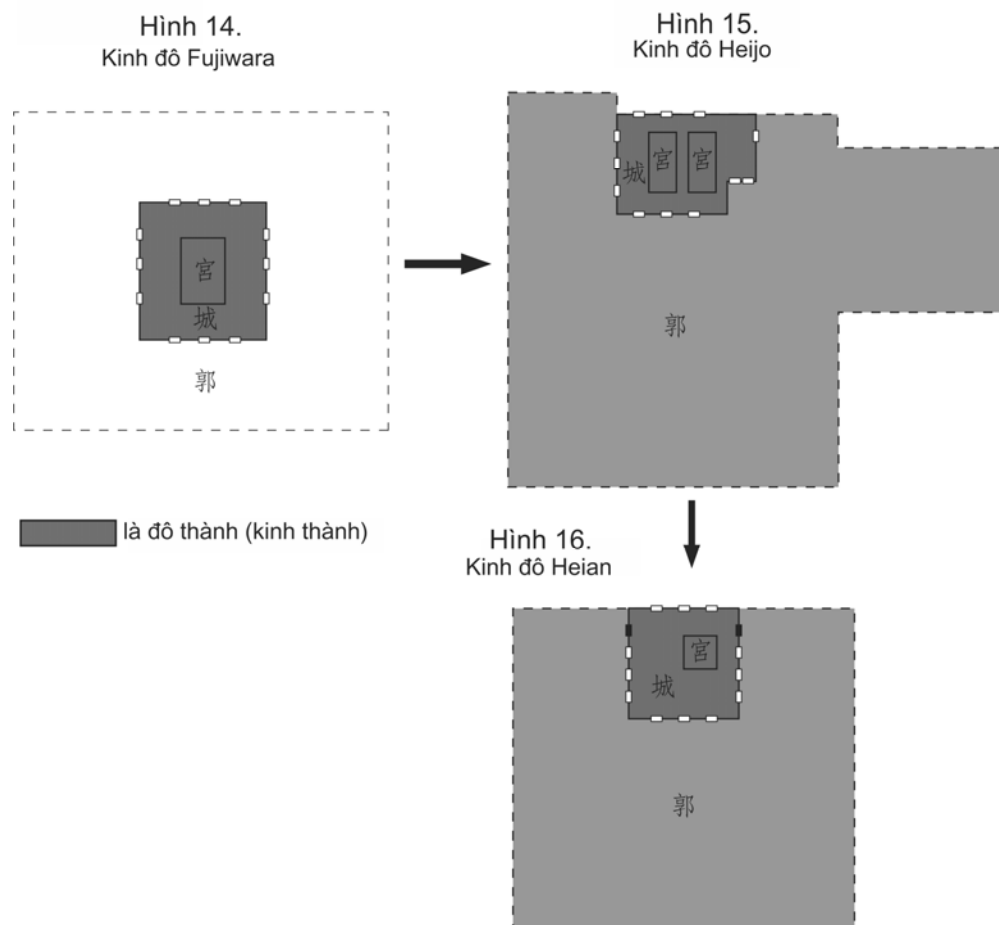 Hình 14.
Kinh đô Fujiwara
宮
城
郭
Hình 15.
Kinh đô Heijo
城 宮 宮
郭
là đô thành (kinh thành)
Hình 16.
Kinh đô Heian
宮
城
郭